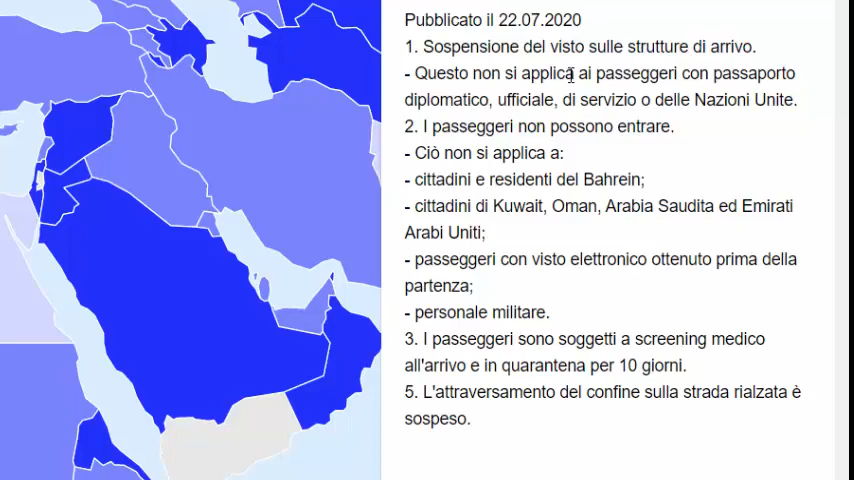 Pubblicato il 22.07.2020
1. Sospensione del visto sulle strutture di arrivo.
- Questo non si applica ai passeggeri con passaporto
diplomatico, ufficiale, di servizio o delle Nazioni Unite.
2. I passeggeri non possono entrare.
- Ciò non si applica a:
- cittadini e residenti del Bahrein;
- cittadini di Kuwait, Oman, Arabia Saudita ed Emirati
Arabi Uniti;
- passeggeri con visto elettronico ottenuto prima della
partenza;
- personale militare.
3. I passeggeri sono soggetti a screening medico
all'arrivo e in quarantena per 10 giorni.
5. L'attraversamento del confine sulla strada rialzata è
sospeso.